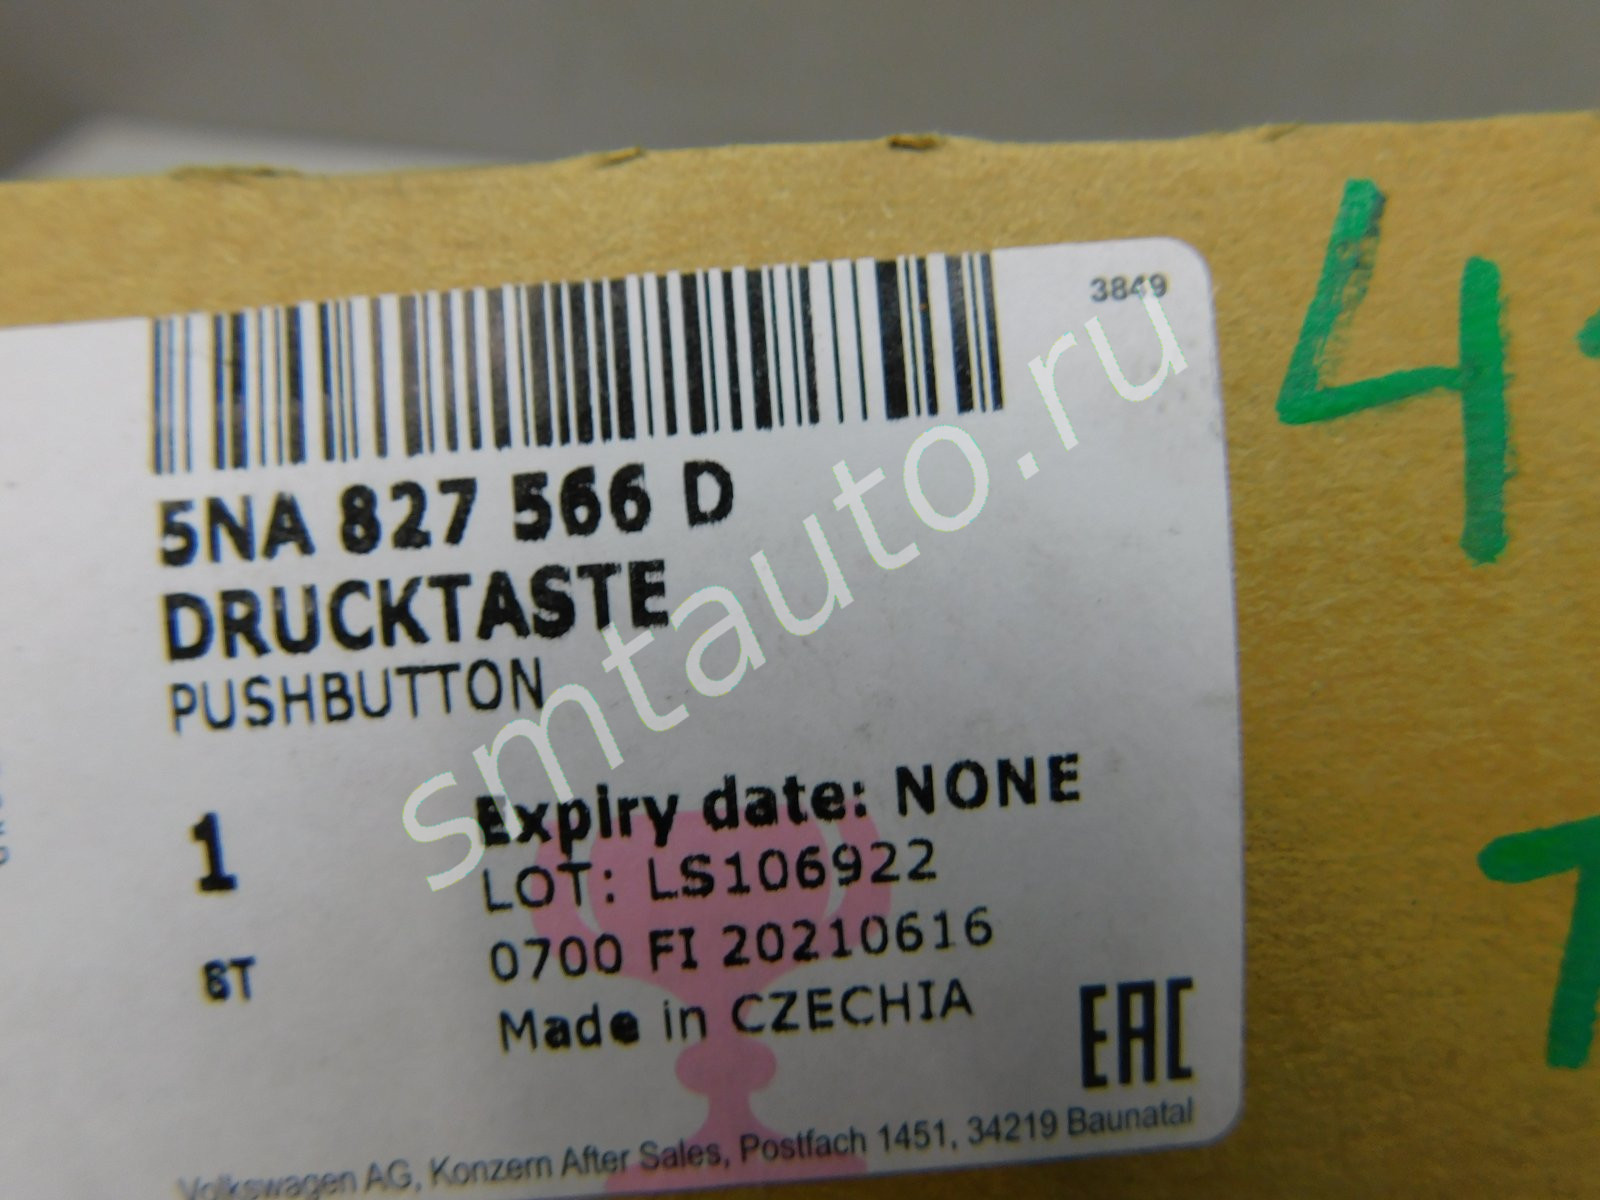 3849
5NA 827 566 D
DRUCKTASTE
PUSHBUTTON
1
ST
Expiry date: NONE
LOT: LS106922
0700 FI 20210616
Made in CZECHIA
EAC
Volkswagen AG, Konzern After Sales, Postfach 1451, 34219 Baunatal
smtauto.ru
4
T